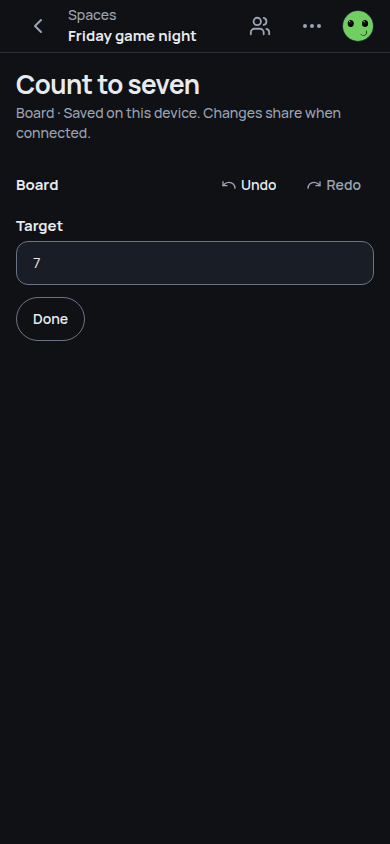 Spaces
Friday game night
Count to seven
Board · Saved on this device. Changes share when
connected.
Board
Undo
Redo
Target
7
Done